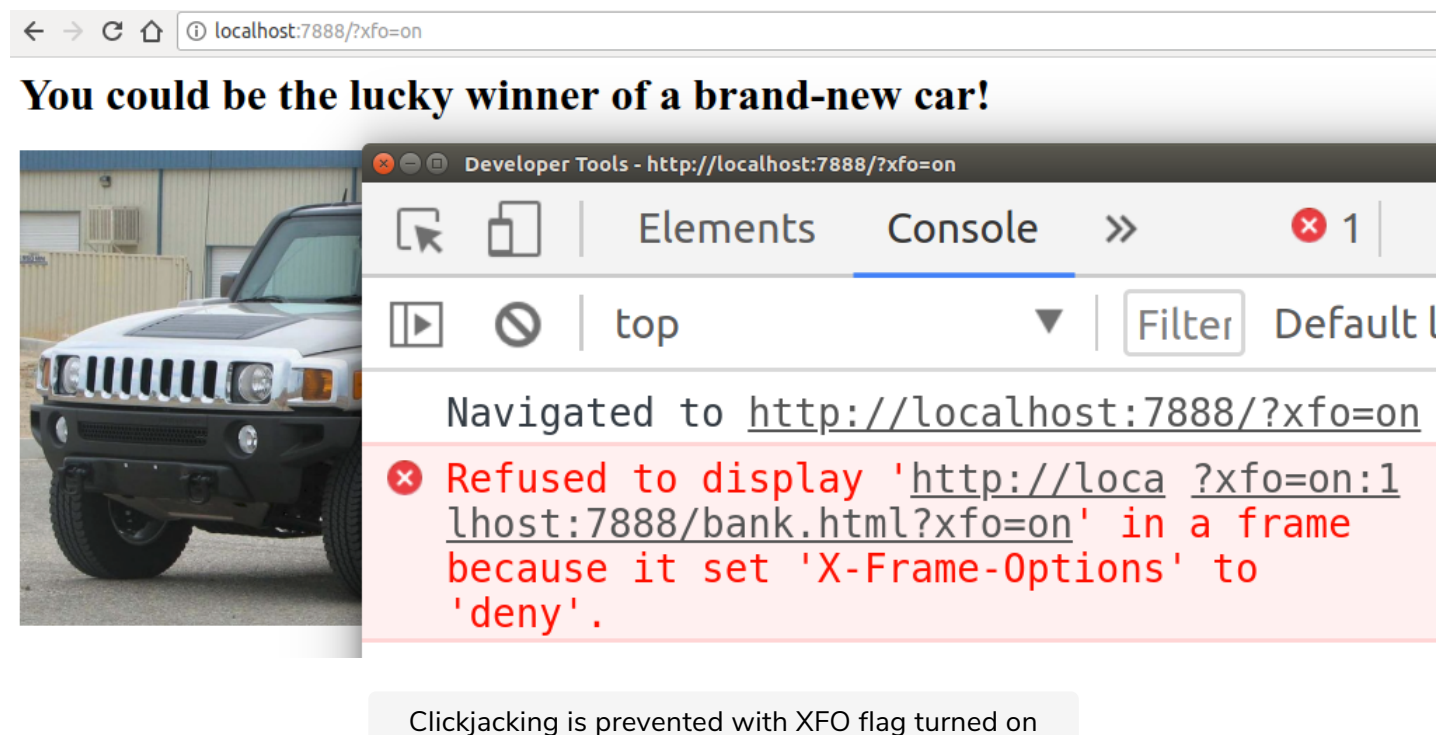 localhost:7888/?xfo=on
You could be the lucky winner of a brand-new car!
Developer Tools - http://localhost:7888/?xfo=on
Elements Console » 1
top Filter Default l
Navigated to http://localhost:7888/?xfo=on
Refused to display 'http://loca ?xfo=on:1
lhost:7888/bank.html?xfo=on' in a frame
because it set 'X-Frame-Options' to
'deny'.
Clickjacking is prevented with XFO flag turned on